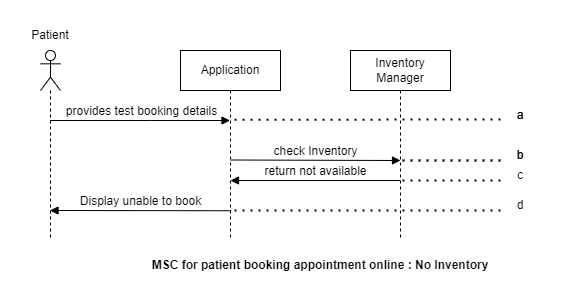 Patient
Application
Inventory
Manager
provides test booking details
a
check Inventory
b
return not available
c
Display unable to book
d
MSC for patient booking appointment online : No Inventory